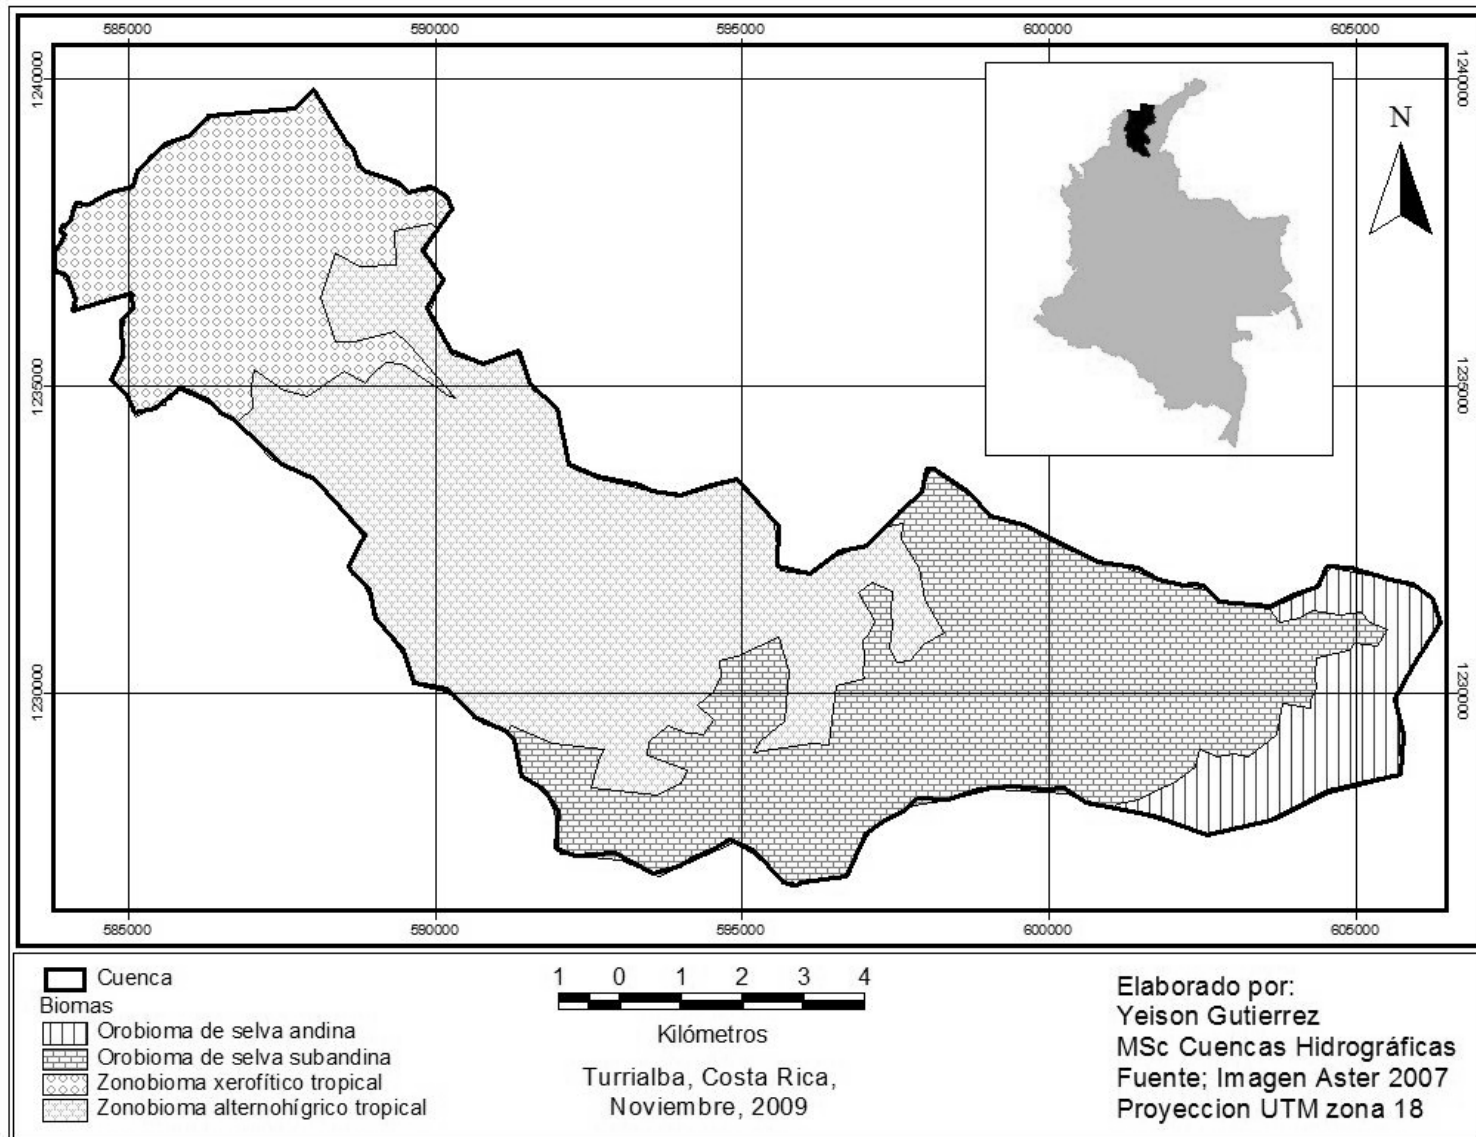 585000 590000 595000 600000 605000
1240000 1240000
N
1235000 1235000
1230000 1230000
585000 590000 595000 600000 605000
Cuenca
Biomas
Orobioma de selva andina
Orobioma de selva subandina
Zonobioma xerofítico tropical
Zonobioma alternohígrico tropical
1 0 1 2 3 4
Kilómetros
Turrialba, Costa Rica,
Noviembre, 2009
Elaborado por:
Yeison Gutierrez
MSc Cuencas Hidrográficas
Fuente; Imagen Aster 2007
Proyeccion UTM zona 18